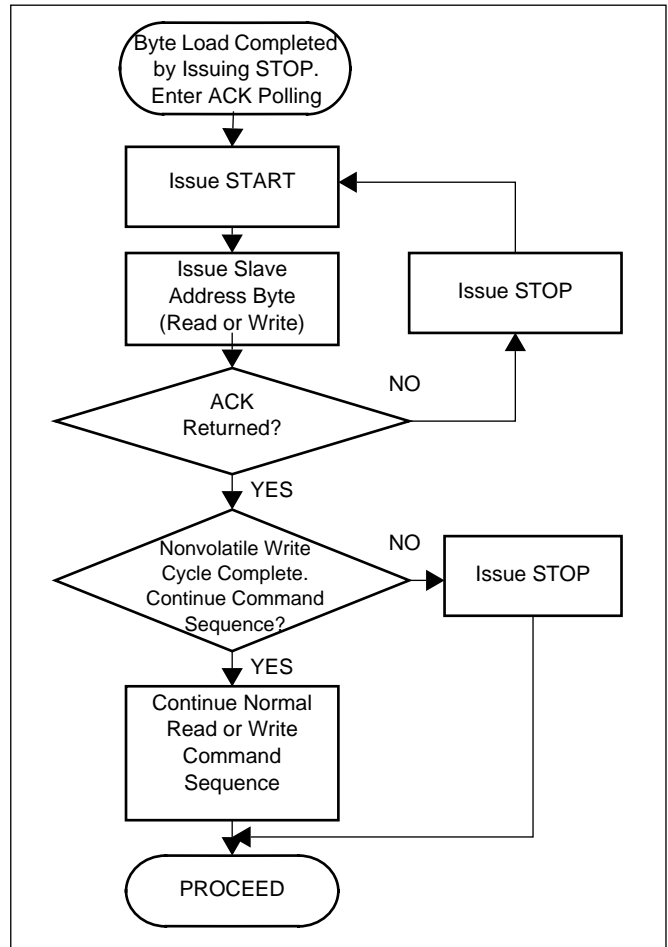 Byte Load Completed
by Issuing STOP.
Enter ACK Polling
Issue START
Issue Slave
Address Byte
(Read or Write)
Issue STOP
ACK
Returned?
NO
YES
Nonvolatile Write
Cycle Complete.
Continue Command
Sequence?
NO
Issue STOP
YES
Continue Normal
Read or Write
Command
Sequence
PROCEED